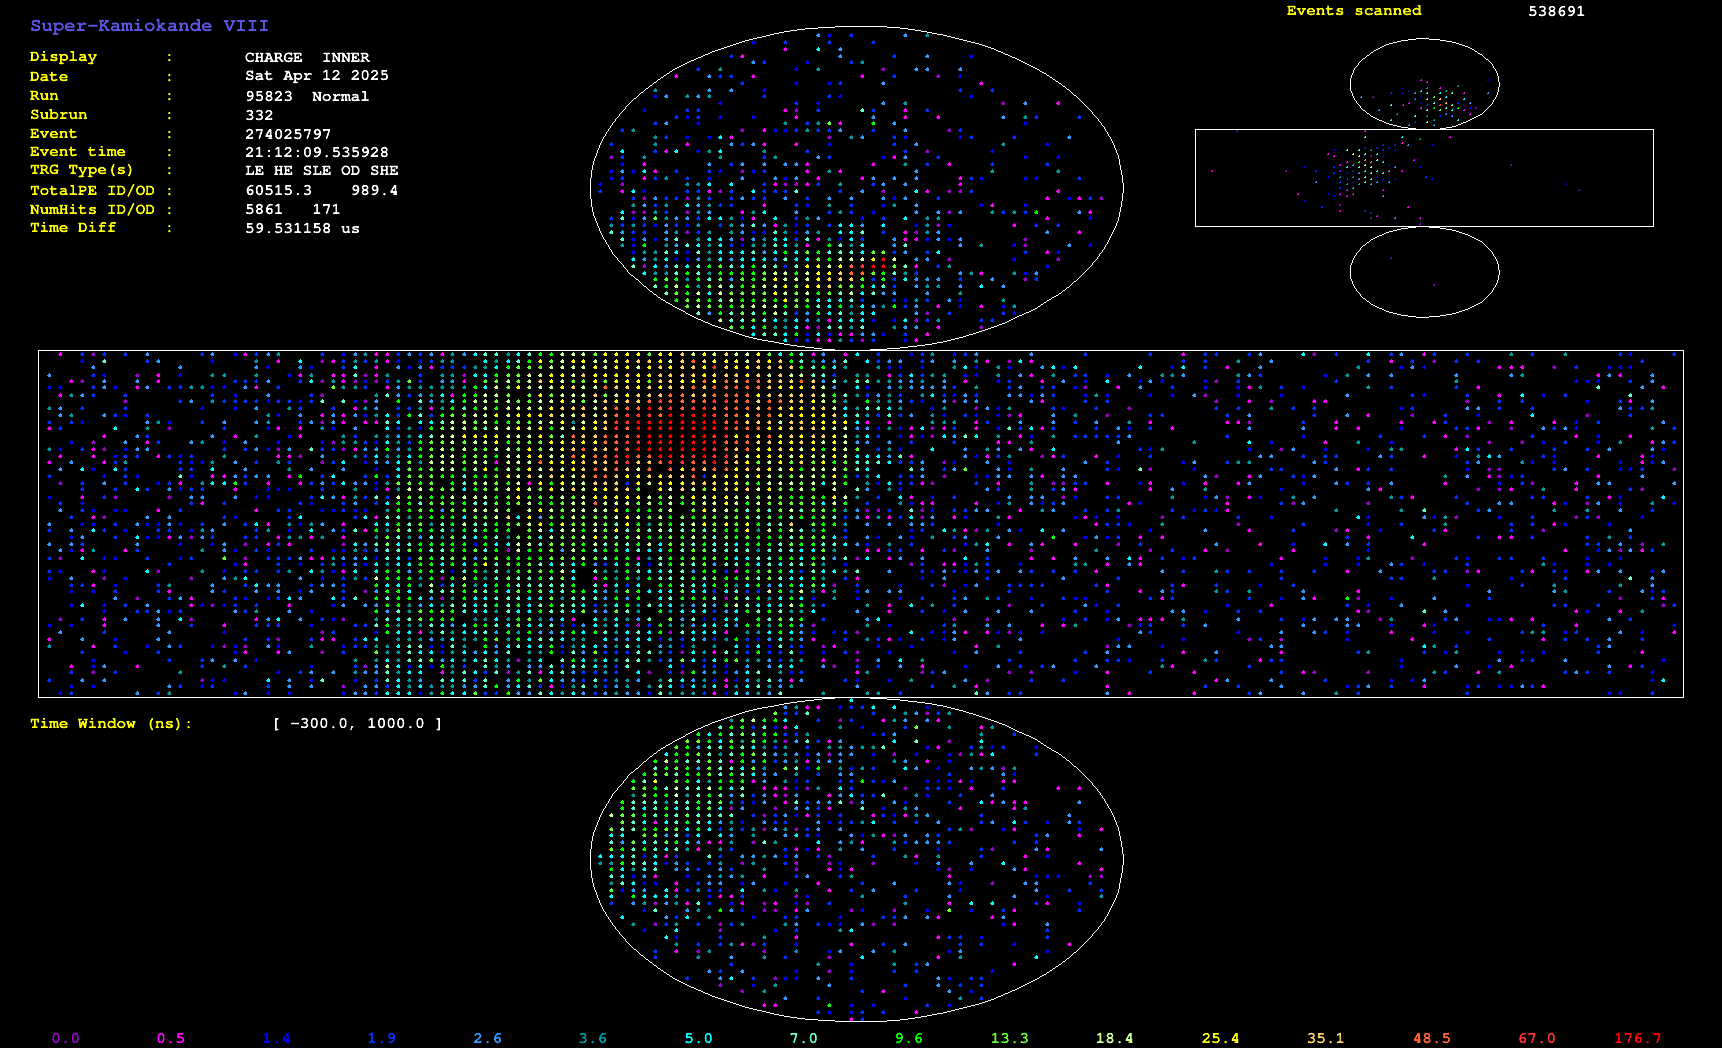 Super-Kamiokande VIII
Events scanned 538691
Display : CHARGE INNER
Date : Sat Apr 12 2025
Run : 95823 Normal
Subrun : 332
Event : 274025797
Event time : 21:12:09.535928
TRG Type(s) : LE HE SLE OD SHE
TotalPE ID/OD : 60515.3 989.4
NumHits ID/OD : 5861 171
Time Diff : 59.531158 us
Time Window (ns): [ -300.0, 1000.0 ]
0.0 0.5 1.4 1.9 2.6 3.6 5.0 7.0 9.6 13.3 18.4 25.4 35.1 48.5 67.0 176.7